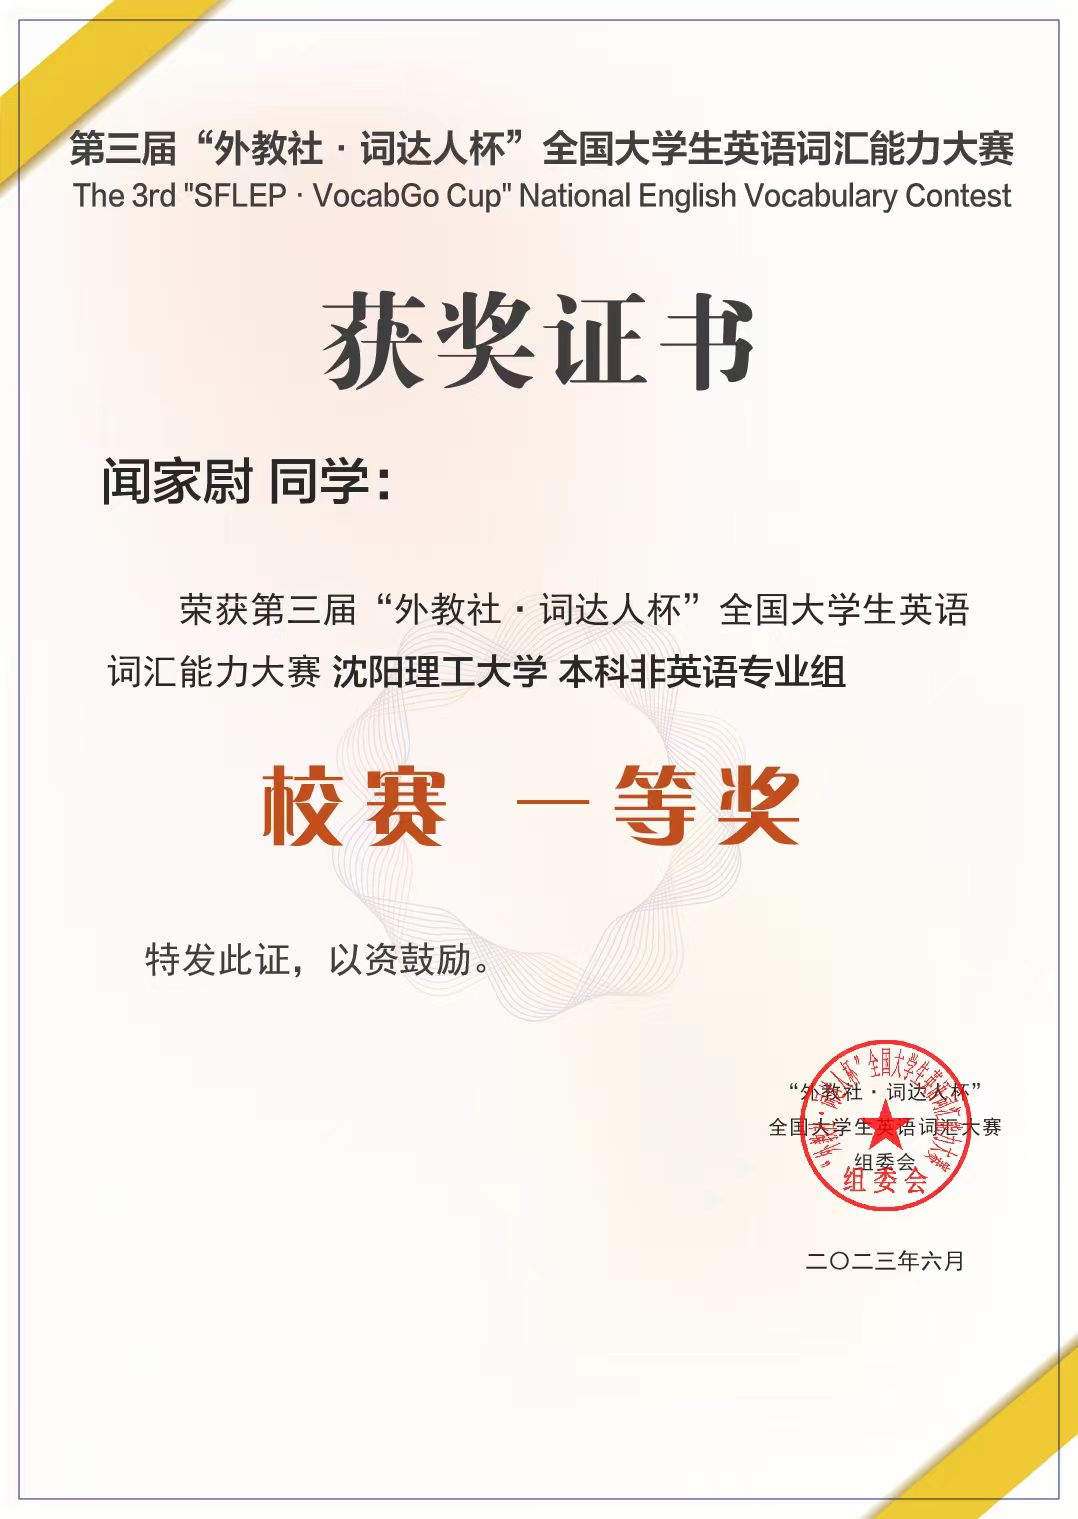 第三届“外教社·词达人杯”全国大学生英语词汇能力大赛
The 3rd "SFLEP · VocabGo Cup" National English Vocabulary Contest
获奖证书
闻家尉 同学：
荣获第三届“外教社·词达人杯”全国大学生英语
词汇能力大赛 沈阳理工大学 本科非英语专业组
校赛 一等奖
特发此证，以资鼓励。
“外教社·词达人杯”
全国大学生英语词汇大赛
组委会
“外教社·词达人杯”全国大学生英语词汇能力大赛
组委会
二〇二三年六月